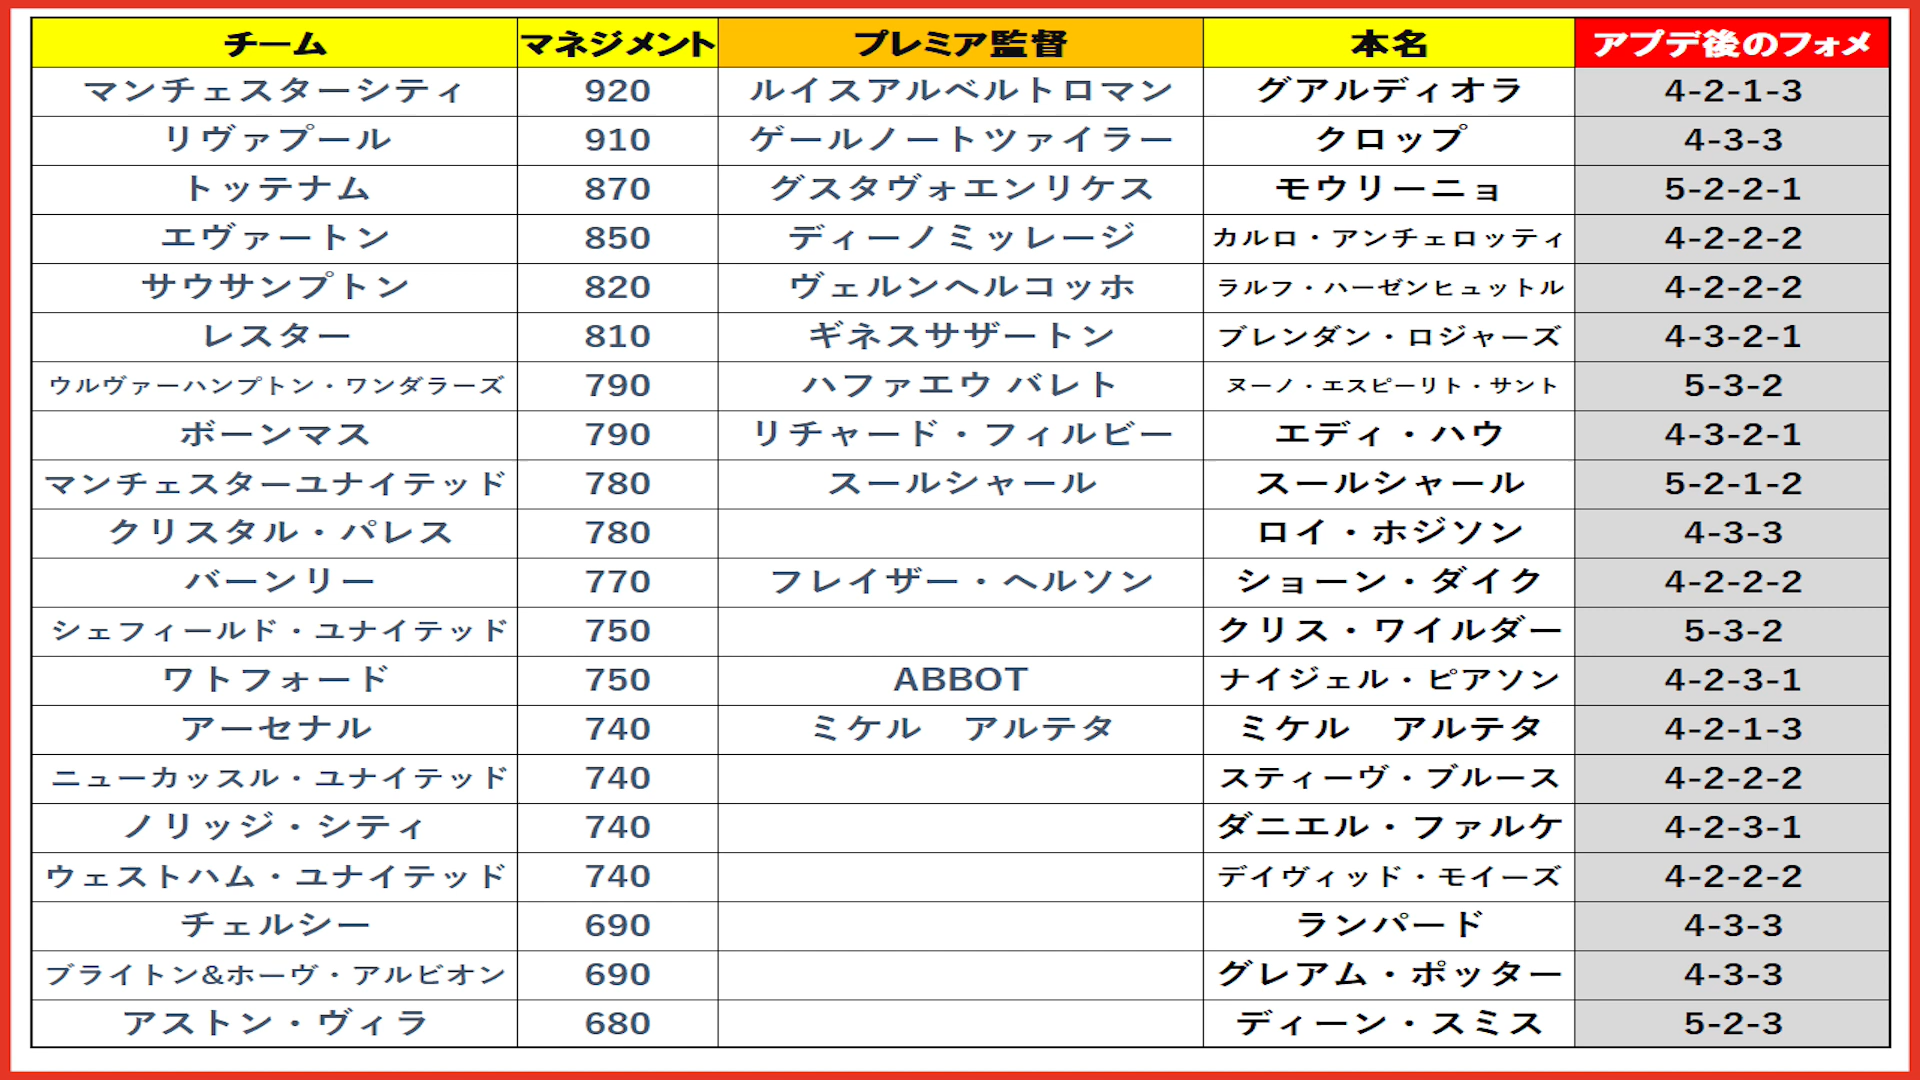 チーム マネジメント プレミア監督 本名 アプデ後のフォメ
マンチェスターシティ 920 ルイスアルベルトロマン グアルディオラ 4-2-1-3
リヴァプール 910 ゲールノートツァイラー クロップ 4-3-3
トッテナム 870 グスタヴォエンリケス モウリーニョ 5-2-2-1
エヴァートン 850 ディーノミッレージ カルロ・アンチェロッティ 4-2-2-2
サウサンプトン 820 ヴェルンヘルコッホ ラルフ・ハーゼンヒュットル 4-2-2-2
レスター 810 ギネスサザートン ブレンダン・ロジャーズ 4-3-2-1
ウルヴァーハンプトン・ワンダラーズ 790 ハファエウ バレト ヌーノ・エスピーリト・サント 5-3-2
ボーンマス 790 リチャード・フィルビー エディ・ハウ 4-3-2-1
マンチェスターユナイテッド 780 スールシャール スールシャール 5-2-1-2
クリスタル・パレス 780 ロイ・ホジソン 4-3-3
バーンリー 770 フレイザー・ヘルソン ショーン・ダイク 4-2-2-2
シェフィールド・ユナイテッド 750 クリス・ワイルダー 5-3-2
ワトフォード 750 ABBOT ナイジェル・ピアソン 4-2-3-1
アーセナル 740 ミケル　アルテタ ミケル　アルテタ 4-2-1-3
ニューカッスル・ユナイテッド 740 スティーヴ・ブルース 4-2-2-2
ノリッジ・シティ 740 ダニエル・ファルケ 4-2-3-1
ウェストハム・ユナイテッド 740 デイヴィッド・モイーズ 4-2-2-2
チェルシー 690 ランパード 4-3-3
ブライトン&ホーヴ・アルビオン 690 グレアム・ポッター 4-3-3
アストン・ヴィラ 680 ディーン・スミス 5-2-3